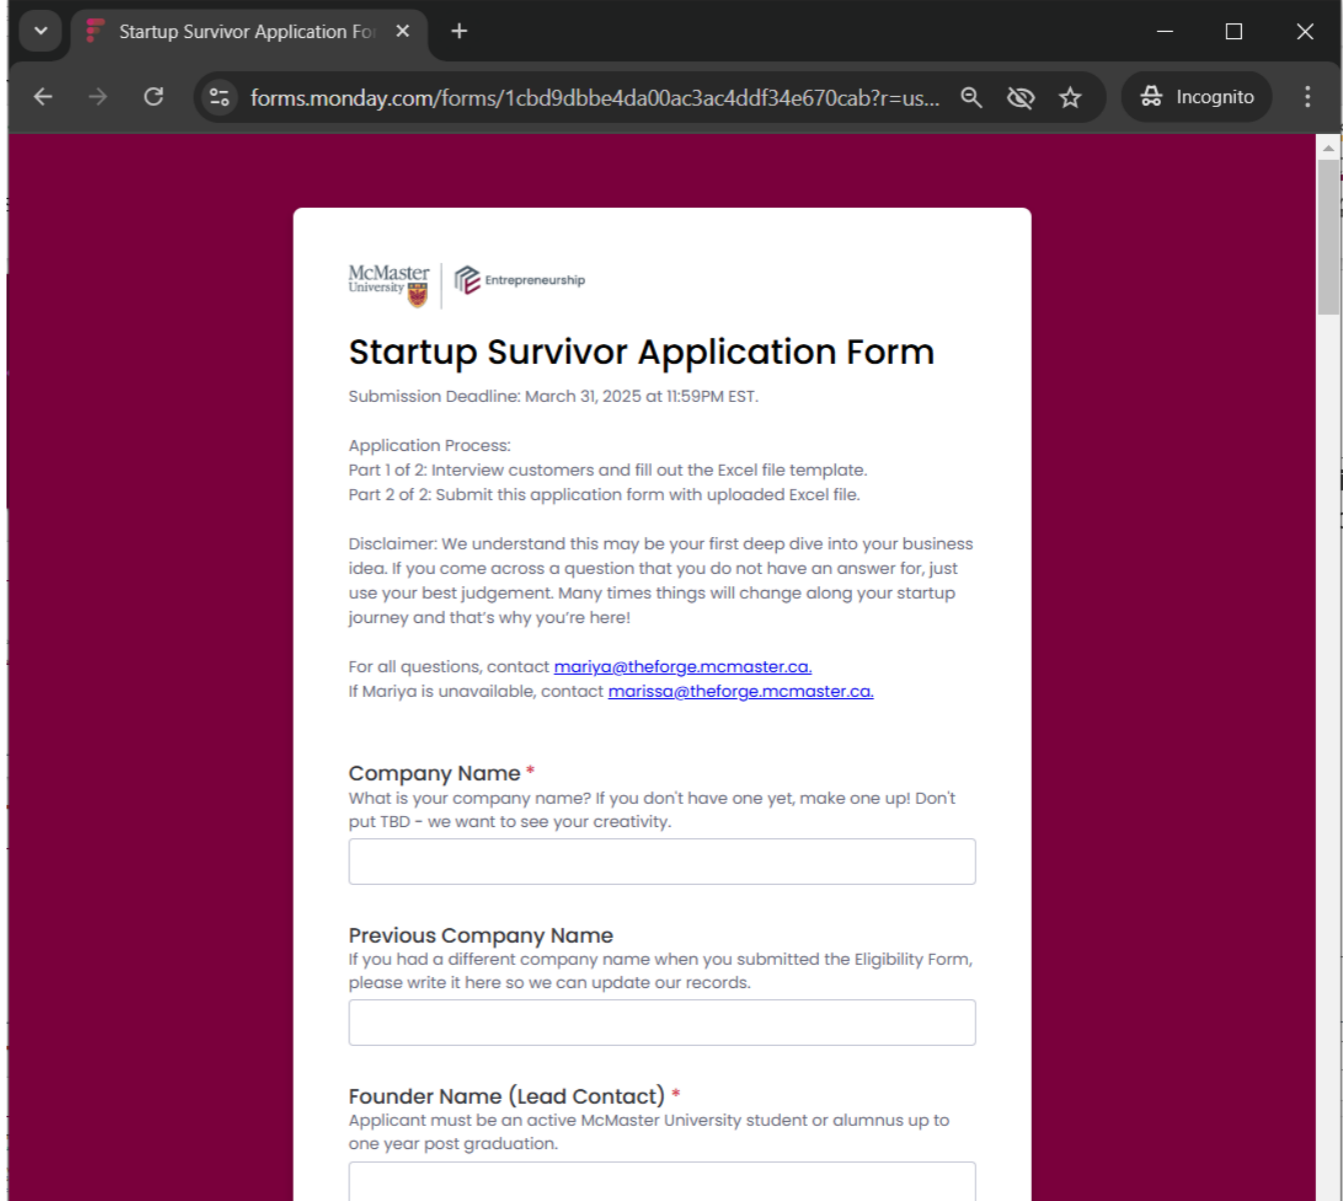 Startup Survivor Application For
forms.monday.com/forms/1cbd9dbbe4da00ac3ac4ddf34e670cab?r=us...
Incognito
McMaster
University
Entrepreneurship
Startup Survivor Application Form
Submission Deadline: March 31, 2025 at 11:59PM EST.
Application Process:
Part 1 of 2: Interview customers and fill out the Excel file template.
Part 2 of 2: Submit this application form with uploaded Excel file.
Disclaimer: We understand this may be your first deep dive into your business
idea. If you come across a question that you do not have an answer for, just
use your best judgement. Many times things will change along your startup
journey and that's why you're here!
For all questions, contact mariya@theforge.mcmaster.ca.
If Mariya is unavailable, contact marissa@theforge.mcmaster.ca.
Company Name *
What is your company name? If you don't have one yet, make one up! Don't
put TBD - we want to see your creativity.
Previous Company Name
If you had a different company name when you submitted the Eligibility Form,
please write it here so we can update our records.
Founder Name (Lead Contact) *
Applicant must be an active McMaster University student or alumnus up to
one year post graduation.